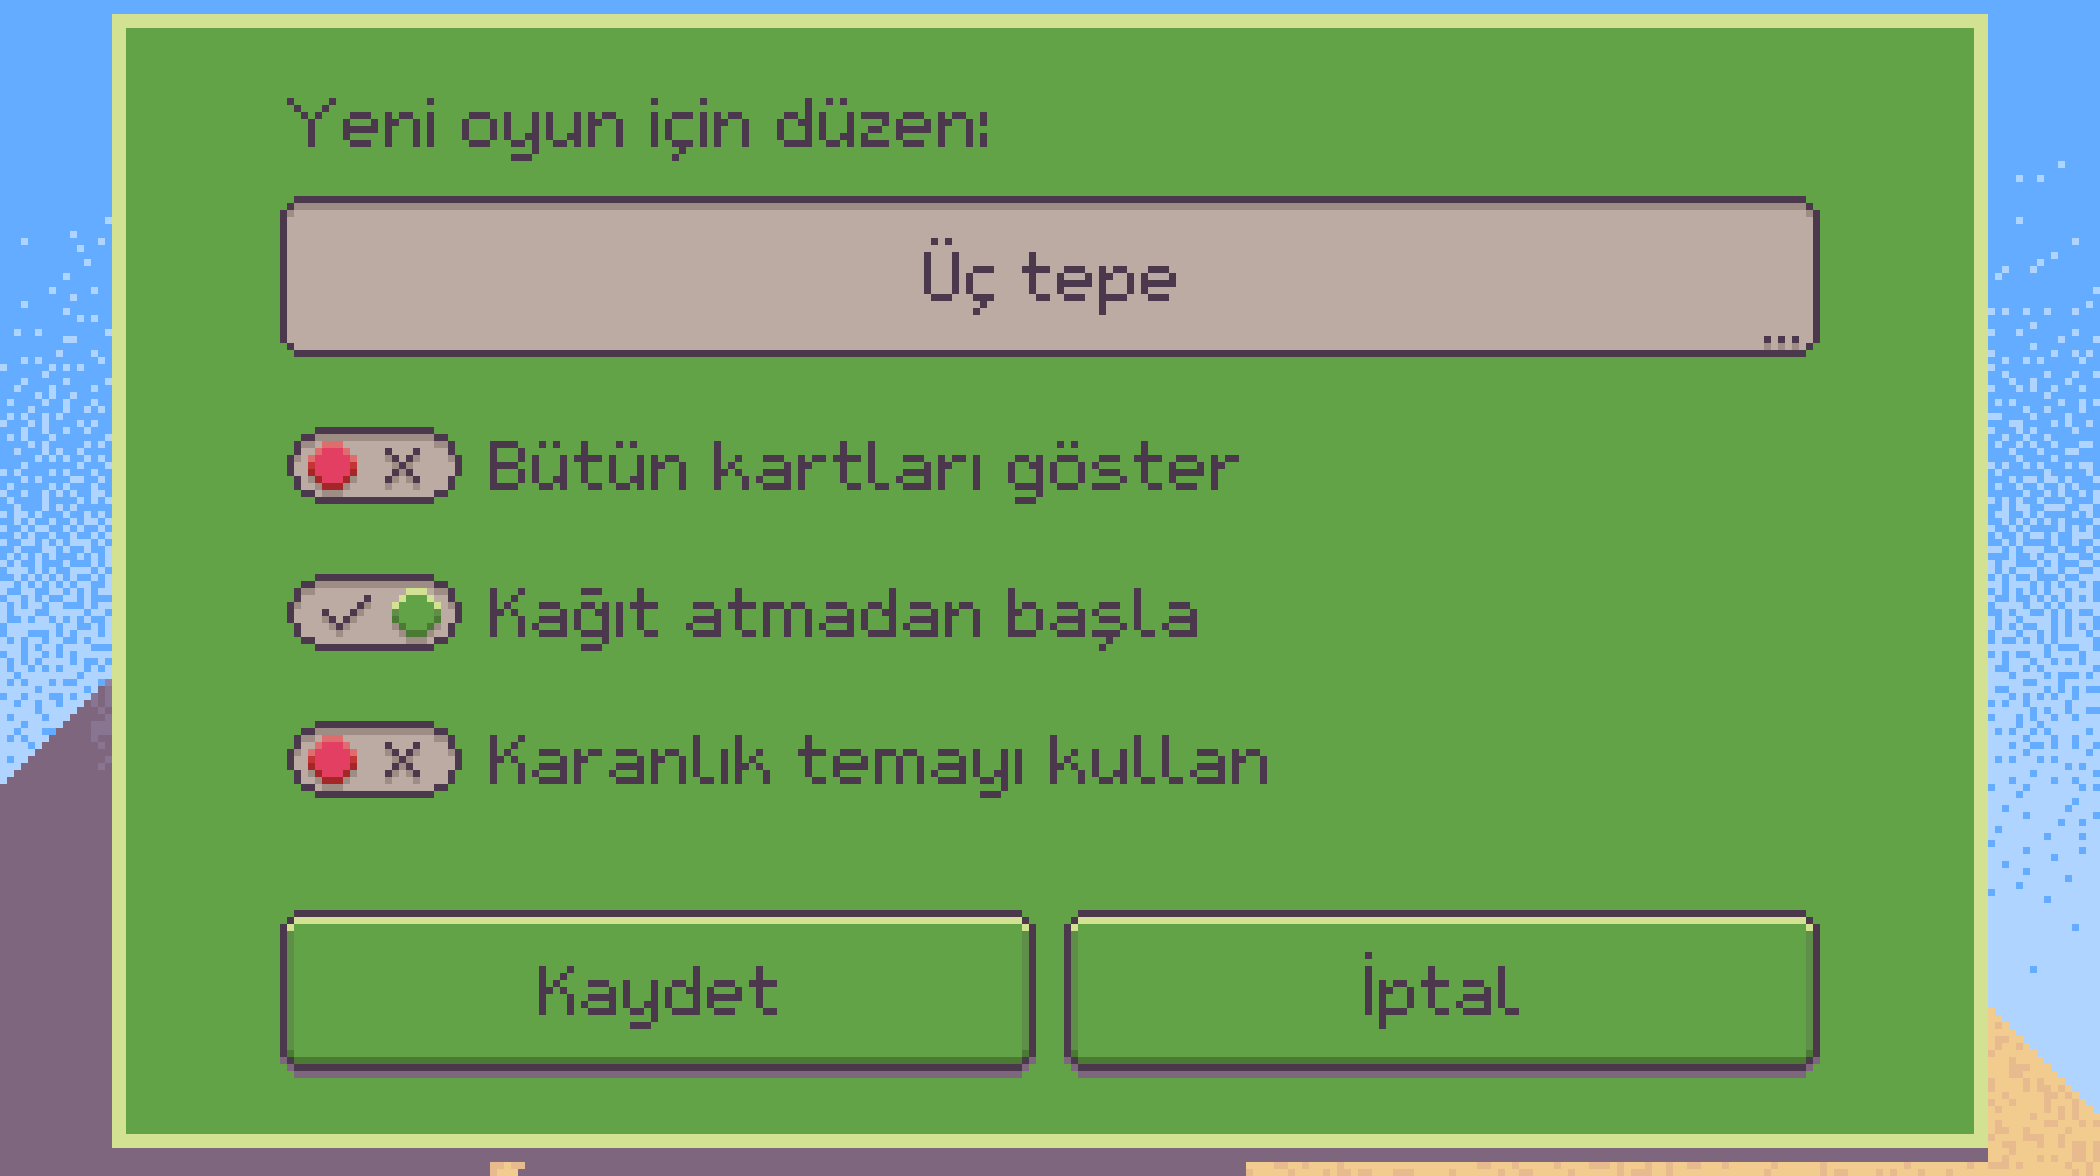 Yeni oyun için düzen:
Üç tepe
...
Bütün kartları göster
Kağıt atmadan başla
Karanlık temayı kullan
Kaydet
İptal